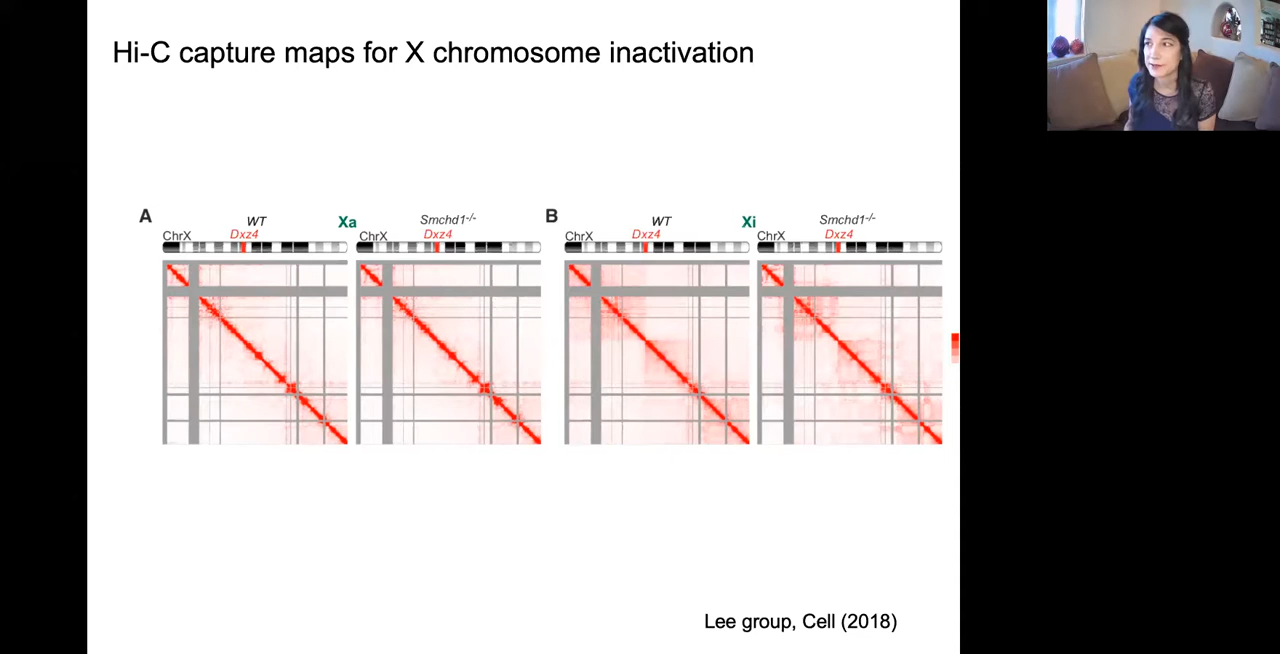 Hi-C capture maps for X chromosome inactivation
A
WT
Xa
Smchd1-/-
B
WT
Xi
Smchd1-/-
ChrX
Dxz4
ChrX
Dxz4
ChrX
Dxz4
ChrX
Dxz4
Lee group, Cell (2018)